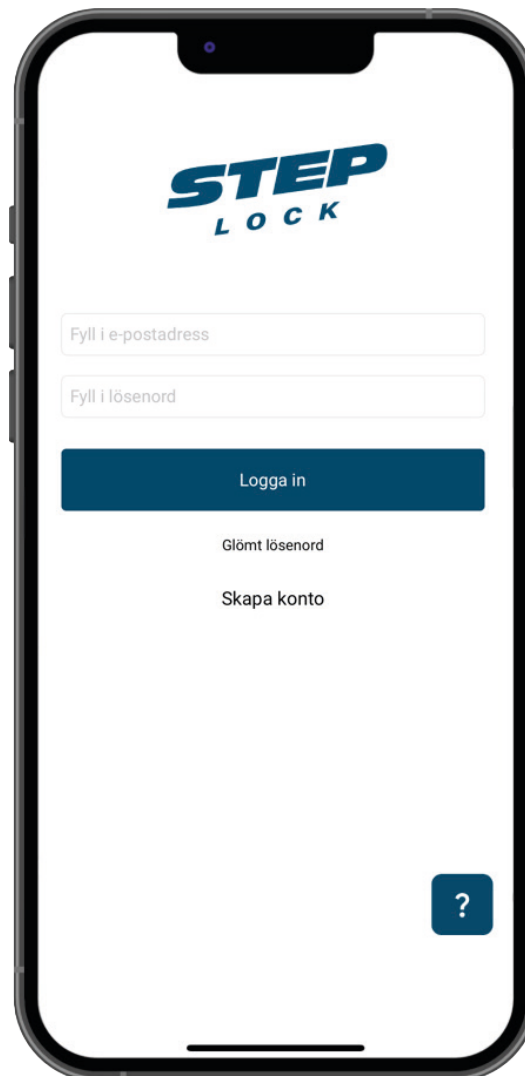 STEP
LOCK
Fyll i e-postadress
Fyll i lösenord
Logga in
Glömt lösenord
Skapa konto
?